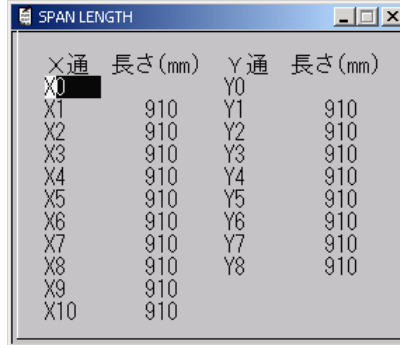 SPAN LENGTH
X通 長さ(mm) Y通 長さ(mm)
X0 Y0
X1 910 Y1 910
X2 910 Y2 910
X3 910 Y3 910
X4 910 Y4 910
X5 910 Y5 910
X6 910 Y6 910
X7 910 Y7 910
X8 910 Y8 910
X9 910
X10 910